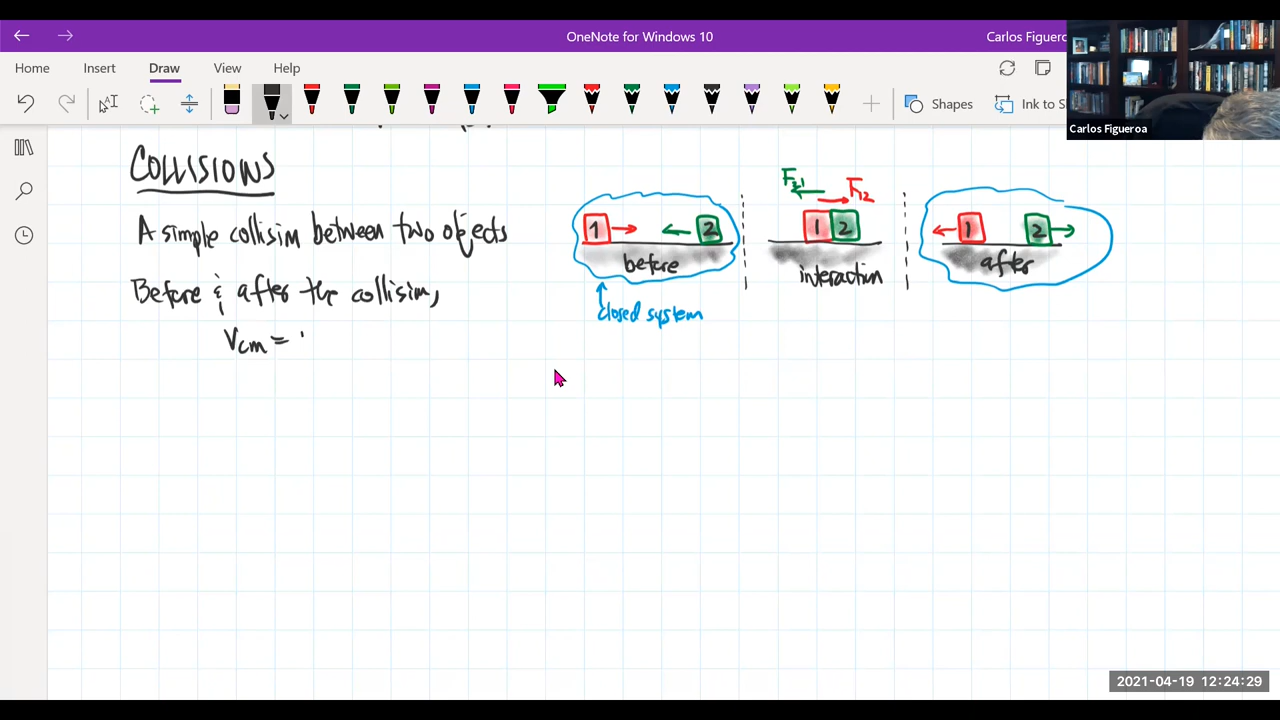 OneNote for Windows 10
Carlos Figuero
Home Insert Draw View Help
Shapes
Ink to S
Carlos Figueroa
COLLISIONS
A simple collision between two objects
Before & after the collision,
Vcm =
F21
F12
1 2
before
1 2
interaction
1 2
after
closed system
2021-04-19 12:24:29